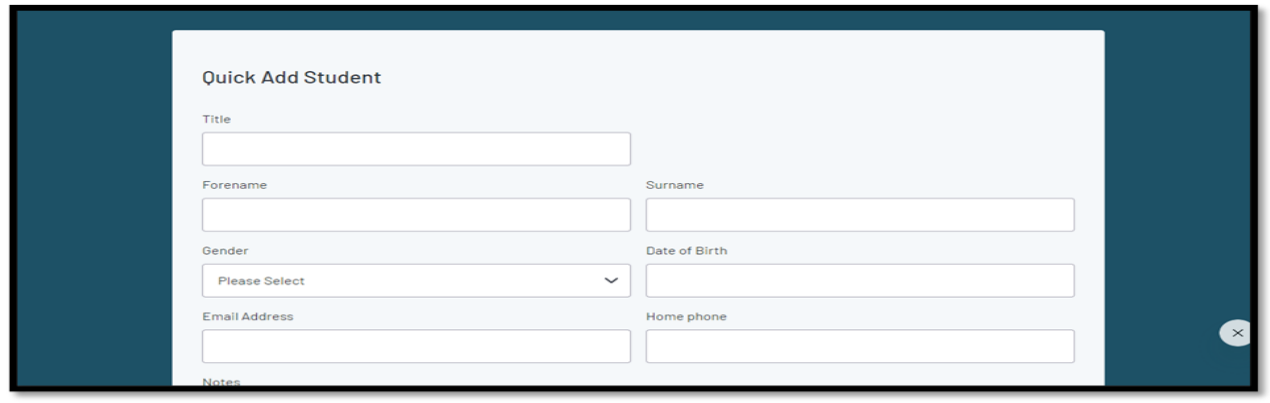 Quick Add Student
Title
Forename
Surname
Gender
Date of Birth
Please Select
Email Address
Home phone
Notes